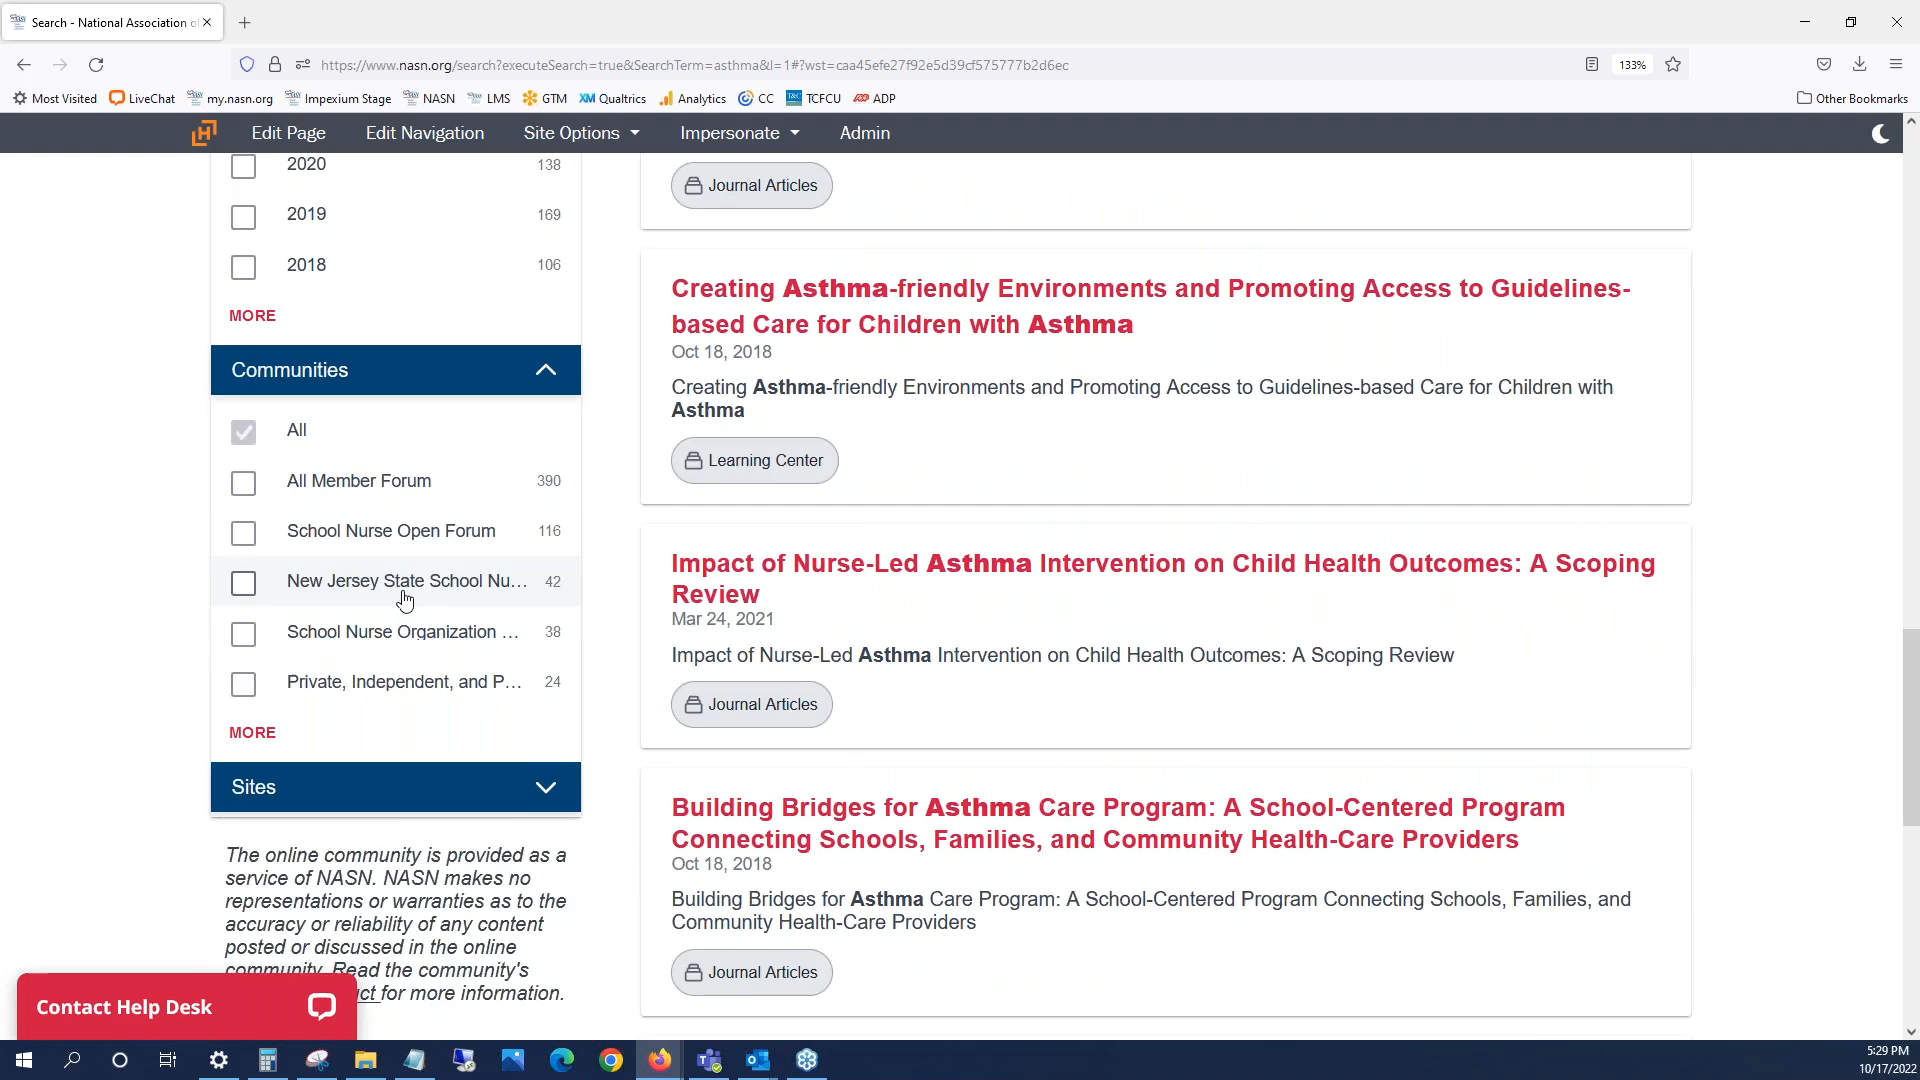 Search - National Association of
https://www.nasn.org/search?executeSearch=true&SearchTerm=asthma&l=1#?wst=caa45efe27f92e5d39cf575777b2d6ec
133%
Most Visited
LiveChat
my.nasn.org
Impexium Stage
NASN
LMS
GTM
XM Qualtrics
Analytics
CC
T&C TCFCU
ADP
Other Bookmarks
Edit Page
Edit Navigation
Site Options
Impersonate
Admin
2020 138
2019 169
2018 106
MORE
Communities
All
All Member Forum 390
School Nurse Open Forum 116
New Jersey State School Nu... 42
School Nurse Organization ... 38
Private, Independent, and P... 24
MORE
Sites
The online community is provided as a
service of NASN. NASN makes no
representations or warranties as to the
accuracy or reliability of any content
posted or discussed in the online
community. Read the community's
for more information.
Contact Help Desk
Journal Articles
Creating Asthma-friendly Environments and Promoting Access to Guidelines-
based Care for Children with Asthma
Oct 18, 2018
Creating Asthma-friendly Environments and Promoting Access to Guidelines-based Care for Children with
Asthma
Learning Center
Impact of Nurse-Led Asthma Intervention on Child Health Outcomes: A Scoping
Review
Mar 24, 2021
Impact of Nurse-Led Asthma Intervention on Child Health Outcomes: A Scoping Review
Journal Articles
Building Bridges for Asthma Care Program: A School-Centered Program
Connecting Schools, Families, and Community Health-Care Providers
Oct 18, 2018
Building Bridges for Asthma Care Program: A School-Centered Program Connecting Schools, Families, and
Community Health-Care Providers
Journal Articles
5:29 PM
10/17/2022